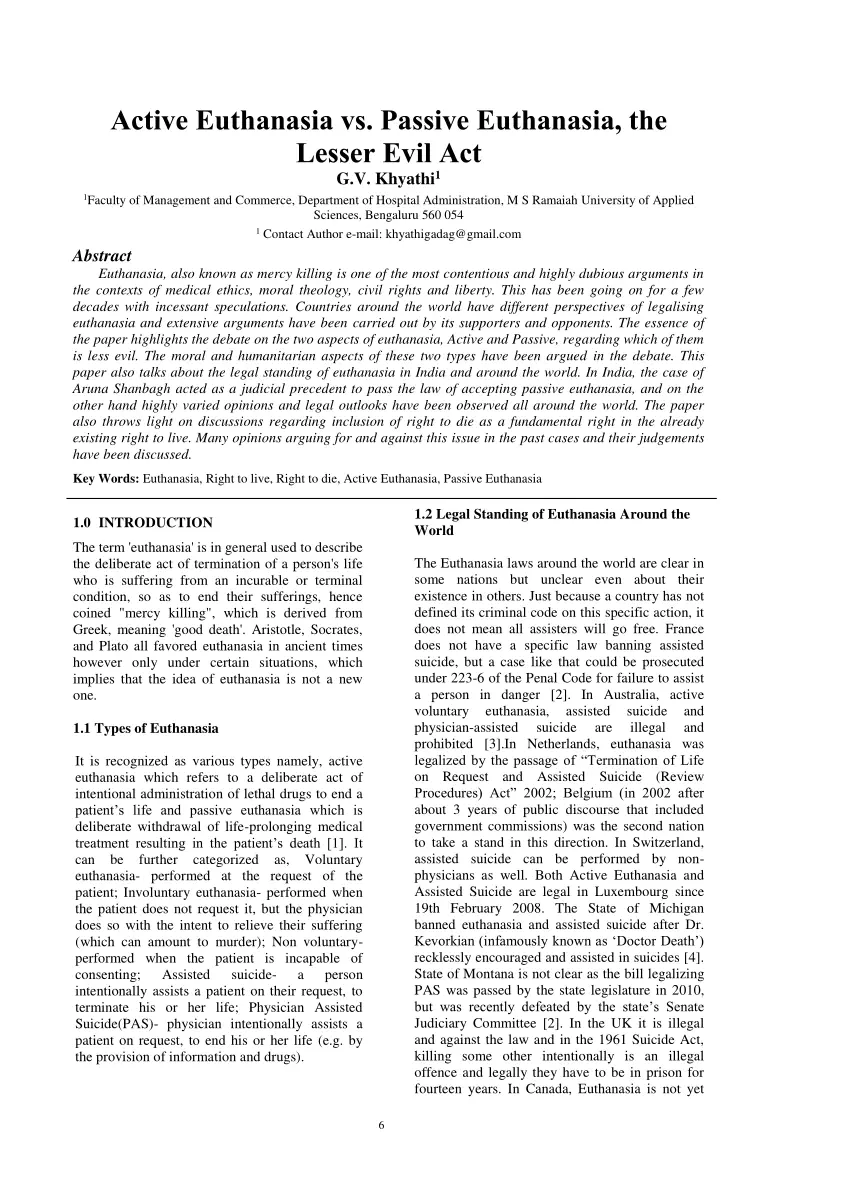 Active Euthanasia vs. Passive Euthanasia, the
Lesser Evil Act
G.V. Khyathi1
1Faculty of Management and Commerce, Department of Hospital Administration, M S Ramaiah University of Applied
Sciences, Bengaluru 560 054
1 Contact Author e-mail: khyathigadag@gmail.com
Abstract
Euthanasia, also known as mercy killing is one of the most contentious and highly dubious arguments in
the contexts of medical ethics, moral theology, civil rights and liberty. This has been going on for a few
decades with incessant speculations. Countries around the world have different perspectives of legalising
euthanasia and extensive arguments have been carried out by its supporters and opponents. The essence of
the paper highlights the debate on the two aspects of euthanasia, Active and Passive, regarding which of them
is less evil. The moral and humanitarian aspects of these two types have been argued in the debate. This
paper also talks about the legal standing of euthanasia in India and around the world. In India, the case of
Aruna Shanbagh acted as a judicial precedent to pass the law of accepting passive euthanasia, and on the
other hand highly varied opinions and legal outlooks have been observed all around the world. The paper
also throws light on discussions regarding inclusion of right to die as a fundamental right in the already
existing right to live. Many opinions arguing for and against this issue in the past cases and their judgements
have been discussed.
Key Words: Euthanasia, Right to live, Right to die, Active Euthanasia, Passive Euthanasia
1.0 INTRODUCTION
The term 'euthanasia' is in general used to describe
the deliberate act of termination of a person's life
who is suffering from an incurable or terminal
condition, so as to end their sufferings, hence
coined "mercy killing", which is derived from
Greek, meaning 'good death'. Aristotle, Socrates,
and Plato all favored euthanasia in ancient times
however only under certain situations, which
implies that the idea of euthanasia is not a new
one.
1.1 Types of Euthanasia
It is recognized as various types namely, active
euthanasia which refers to a deliberate act of
intentional administration of lethal drugs to end a
patient’s life and passive euthanasia which is
deliberate withdrawal of life-prolonging medical
treatment resulting in the patient’s death [1]. It
can be further categorized as, Voluntary
euthanasia- performed at the request of the
patient; Involuntary euthanasia- performed when
the patient does not request it, but the physician
does so with the intent to relieve their suffering
(which can amount to murder); Non voluntary-
performed when the patient is incapable of
consenting; Assisted suicide- a person
intentionally assists a patient on their request, to
terminate his or her life; Physician Assisted
Suicide(PAS)- physician intentionally assists a
patient on request, to end his or her life (e.g. by
the provision of information and drugs).
1.2 Legal Standing of Euthanasia Around the
World
The Euthanasia laws around the world are clear in
some nations but unclear even about their
existence in others. Just because a country has not
defined its criminal code on this specific action, it
does not mean all assisters will go free. France
does not have a specific law banning assisted
suicide, but a case like that could be prosecuted
under 223-6 of the Penal Code for failure to assist
a person in danger [2]. In Australia, active
voluntary euthanasia, assisted suicide and
physician-assisted suicide are illegal and
prohibited [3].In Netherlands, euthanasia was
legalized by the passage of “Termination of Life
on Request and Assisted Suicide (Review
Procedures) Act” 2002; Belgium (in 2002 after
about 3 years of public discourse that included
government commissions) was the second nation
to take a stand in this direction. In Switzerland,
assisted suicide can be performed by non-
physicians as well. Both Active Euthanasia and
Assisted Suicide are legal in Luxembourg since
19th February 2008. The State of Michigan
banned euthanasia and assisted suicide after Dr.
Kevorkian (infamously known as ‘Doctor Death’)
recklessly encouraged and assisted in suicides [4].
State of Montana is not clear as the bill legalizing
PAS was passed by the state legislature in 2010,
but was recently defeated by the state’s Senate
Judiciary Committee [2]. In the UK it is illegal
and against the law and in the 1961 Suicide Act,
killing some other intentionally is an illegal
offence and legally they have to be in prison for
fourteen years. In Canada, Euthanasia is not yet
6